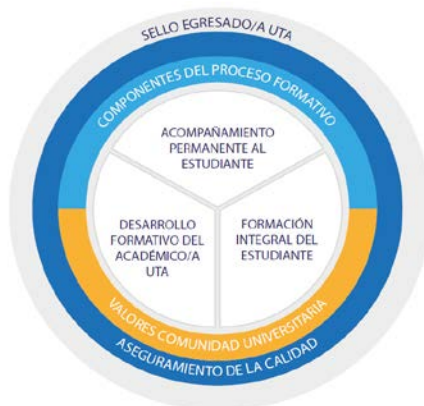 SELLO EGRESADO/A UTA
COMPONENTES DEL PROCESO FORMATIVO
ACOMPAÑAMIENTO
PERMANENTE AL
ESTUDIANTE
DESARROLLO
FORMATIVO DEL
ACADÉMICO/A
UTA
FORMACIÓN
INTEGRAL DEL
ESTUDIANTE
VALORES COMUNIDAD UNIVERSITARIA
ASEGURAMIENTO DE LA CALIDAD